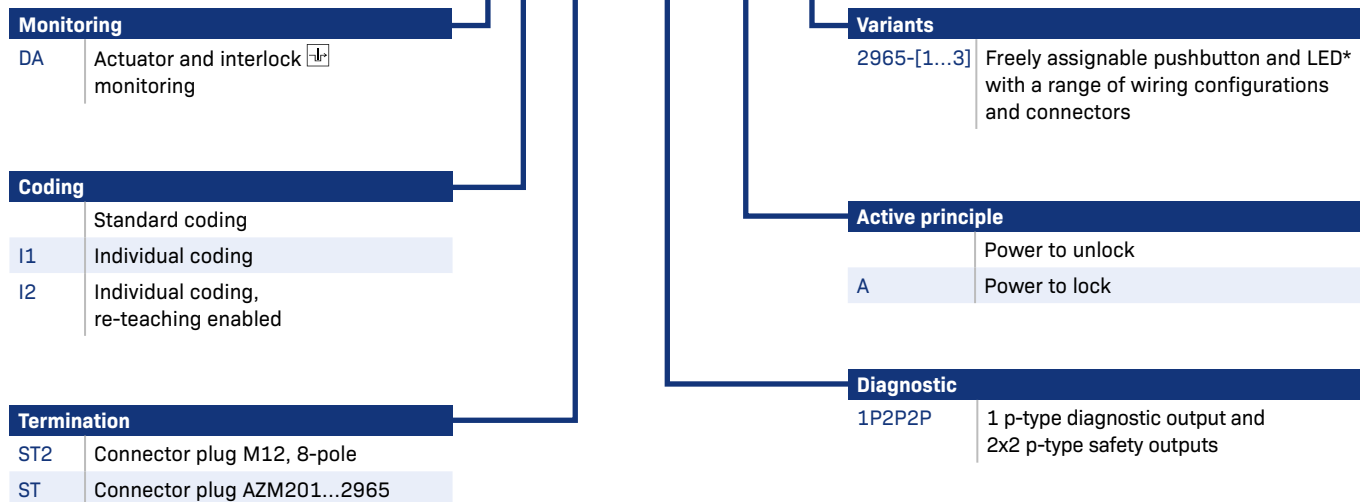 Monitoring
DA Actuator and interlock
monitoring
Coding
Standard coding
I1 Individual coding
I2 Individual coding,
re-teaching enabled
Termination
ST2 Connector plug M12, 8-pole
ST Connector plug AZM201...2965
Variants
2965-[1...3] Freely assignable pushbutton and LED*
with a range of wiring configurations
and connectors
Active principle
Power to unlock
A Power to lock
Diagnostic
1P2P2P 1 p-type diagnostic output and
2x2 p-type safety outputs